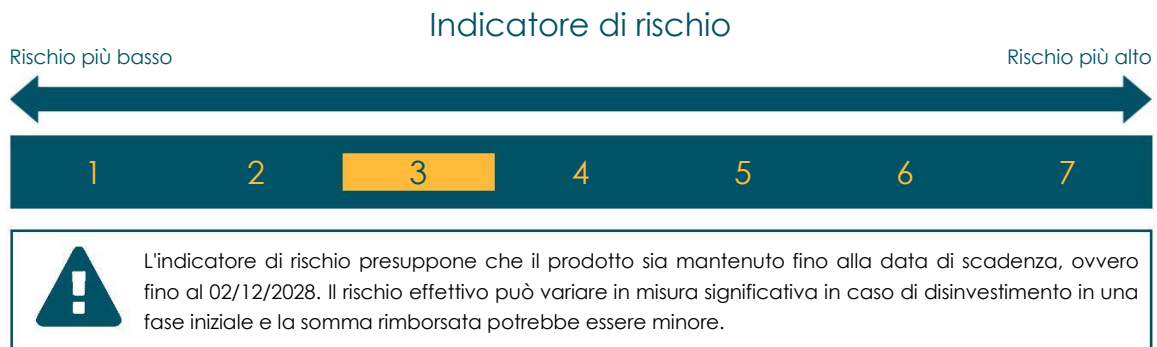 Indicatore di rischio
Rischio più basso
Rischio più alto
1 2 3 4 5 6 7
L'indicatore di rischio presuppone che il prodotto sia mantenuto fino alla data di scadenza, ovvero
fino al 02/12/2028. Il rischio effettivo può variare in misura significativa in caso di disinvestimento in una
fase iniziale e la somma rimborsata potrebbe essere minore.